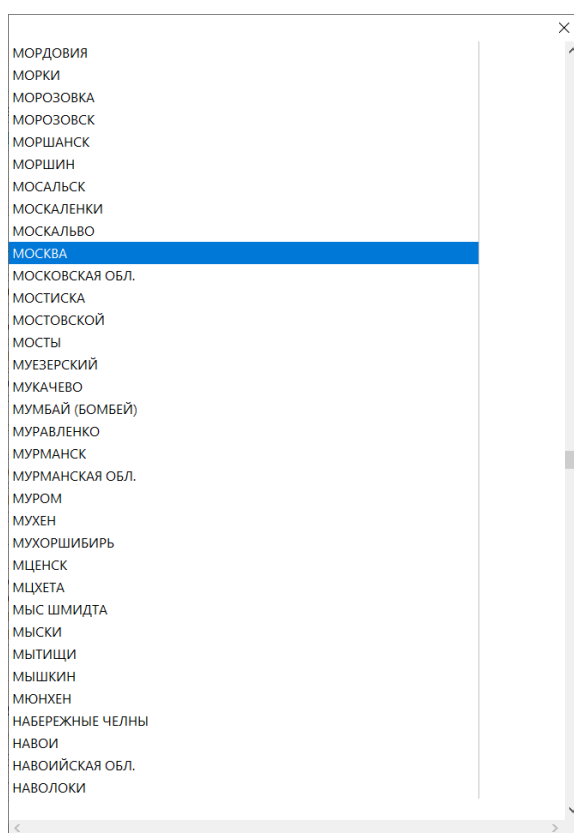 МОРДОВИЯ
МОРКИ
МОРОЗОВКА
МОРОЗОВСК
МОРШАНСК
МОРШИН
МОСАЛЬСК
МОСКАЛЕНКИ
МОСКАЛЬВО
МОСКВА
МОСКОВСКАЯ ОБЛ.
МОСТИСКА
МОСТОВСКОЙ
МОСТЫ
МУЕЗЕРСКИЙ
МУКАЧЕВО
МУМБАЙ (БОМБЕЙ)
МУРАВЛЕНКО
МУРМАНСК
МУРМАНСКАЯ ОБЛ.
МУРОМ
МУХЕН
МУХОРШИБИРЬ
МЦЕНСК
МЦХЕТА
МЫС ШМИДТА
МЫСКИ
МЫТИЩИ
МЫШКИН
МЮНХЕН
НАБЕРЕЖНЫЕ ЧЕЛНЫ
НАВОИ
НАВОИЙСКАЯ ОБЛ.
НАВОЛОКИ